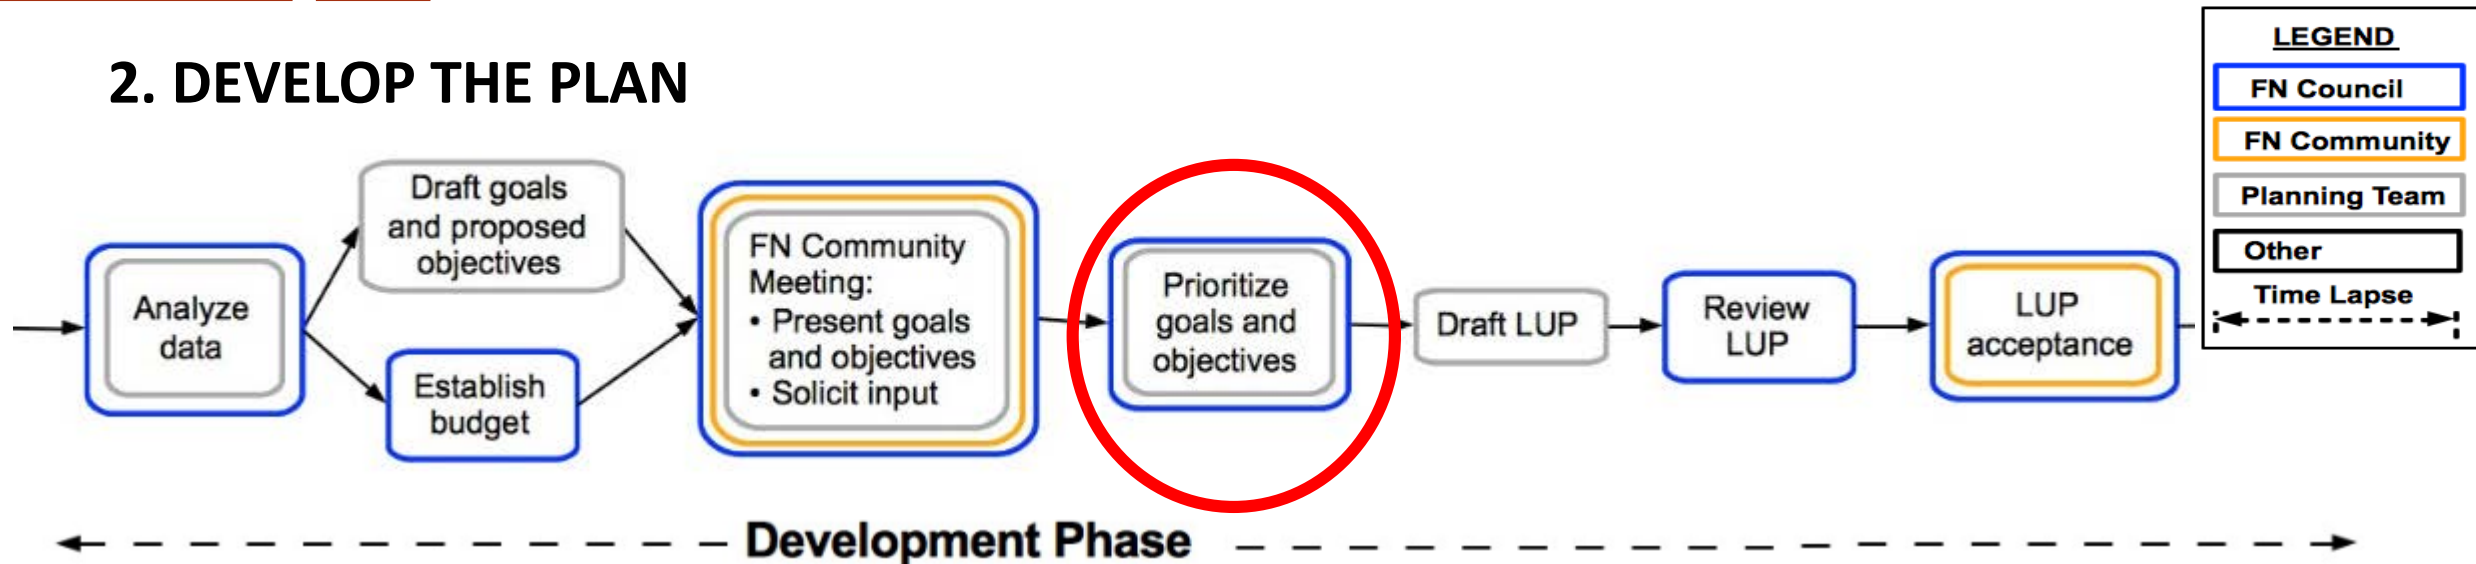 2. DEVELOP THE PLAN
LEGEND
FN Council
FN Community
Planning Team
Other
Time Lapse
Analyze
data
Draft goals
and proposed
objectives
Establish
budget
FN Community
Meeting:
• Present goals
and objectives
• Solicit input
Prioritize
goals and
objectives
Draft LUP
Review
LUP
LUP
acceptance
Development Phase